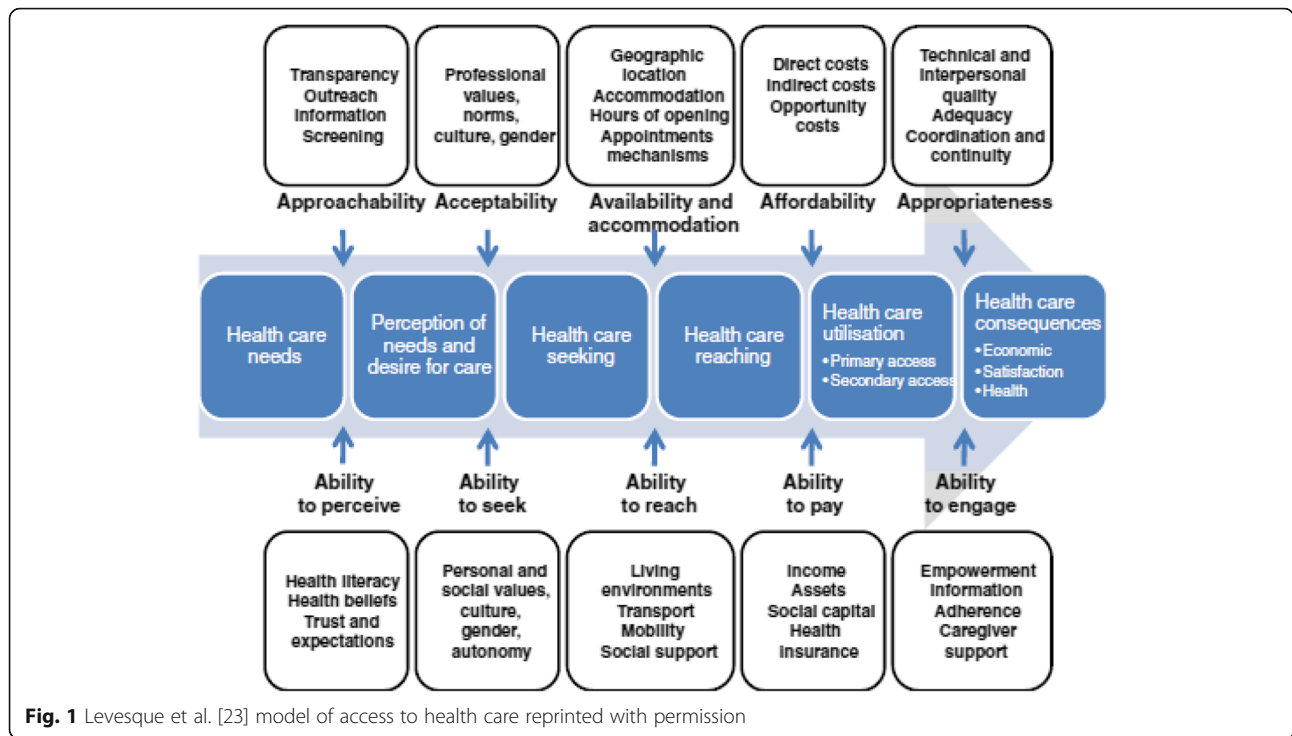 Transparency
Outreach
Information
Screening
Professional
values,
norms,
culture, gender
Geographic
location
Accommodation
Hours of opening
Appointments
mechanisms
Direct costs
Indirect costs
Opportunity
costs
Technical and
interpersonal
quality
Adequacy
Coordination and
continuity
Approachability
Acceptability
Availability and
accommodation
Affordability
Appropriateness
Health care
needs
Perception of
needs and
desire for care
Health care
seeking
Health care
reaching
Health care
utilisation
•Primary access
•Secondary access
Health care
consequences
•Economic
•Satisfaction
•Health
Ability
to perceive
Ability
to seek
Ability
to reach
Ability
to pay
Ability
to engage
Health literacy
Health beliefs
Trust and
expectations
Personal and
social values,
culture,
gender,
autonomy
Living
environments
Transport
Mobility
Social support
Income
Assets
Social capital
Health
insurance
Empowerment
Information
Adherence
Caregiver
support
Fig. 1 Levesque et al. [23] model of access to health care reprinted with permission